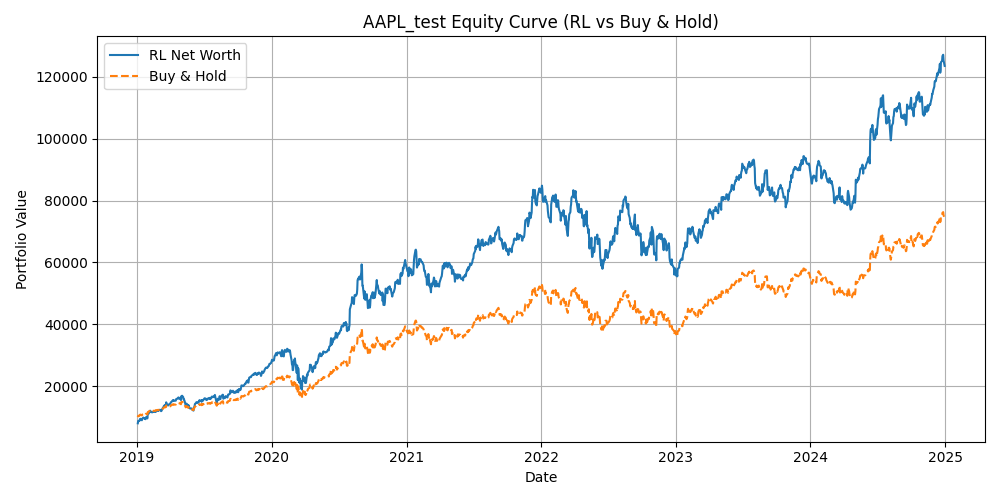 AAPL_test Equity Curve (RL vs Buy & Hold)
RL Net Worth
Buy & Hold
Portfolio Value
120000
100000
80000
60000
40000
20000
2019 2020 2021 2022 2023 2024 2025
Date